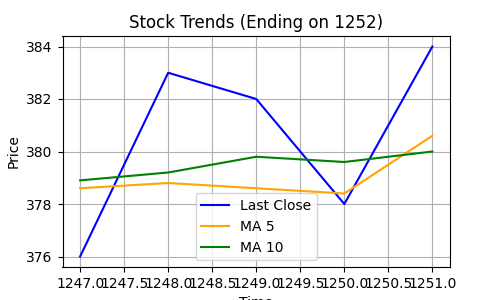 Stock Trends (Ending on 1252)
Price
384
382
380
378
376
Last Close
MA 5
MA 10
1247.0 1247.5 1248.0 1248.5 1249.0 1249.5 1250.0 1250.5 1251.0
Time